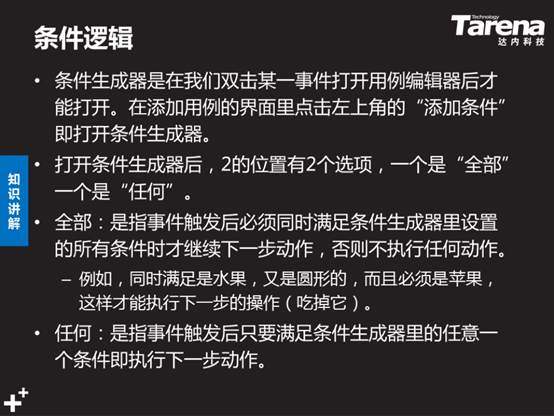 条件逻辑
Technology
Tarena
达内科技
• 条件生成器是在我们双击某一事件打开用例编辑器后才
能打开。在添加用例的界面里点击左上角的“添加条件”
即打开条件生成器。
• 打开条件生成器后，2的位置有2个选项，一个是“全部”
一个是“任何”。
知识讲解
• 全部：是指事件触发后必须同时满足条件生成器里设置
的所有条件时才继续下一步动作，否则不执行任何动作。
– 例如，同时满足是水果，又是圆形的，而且必须是苹果，
这样才能执行下一步的操作（吃掉它）。
• 任何：是指事件触发后只要满足条件生成器里的任意一
个条件即执行下一步动作。